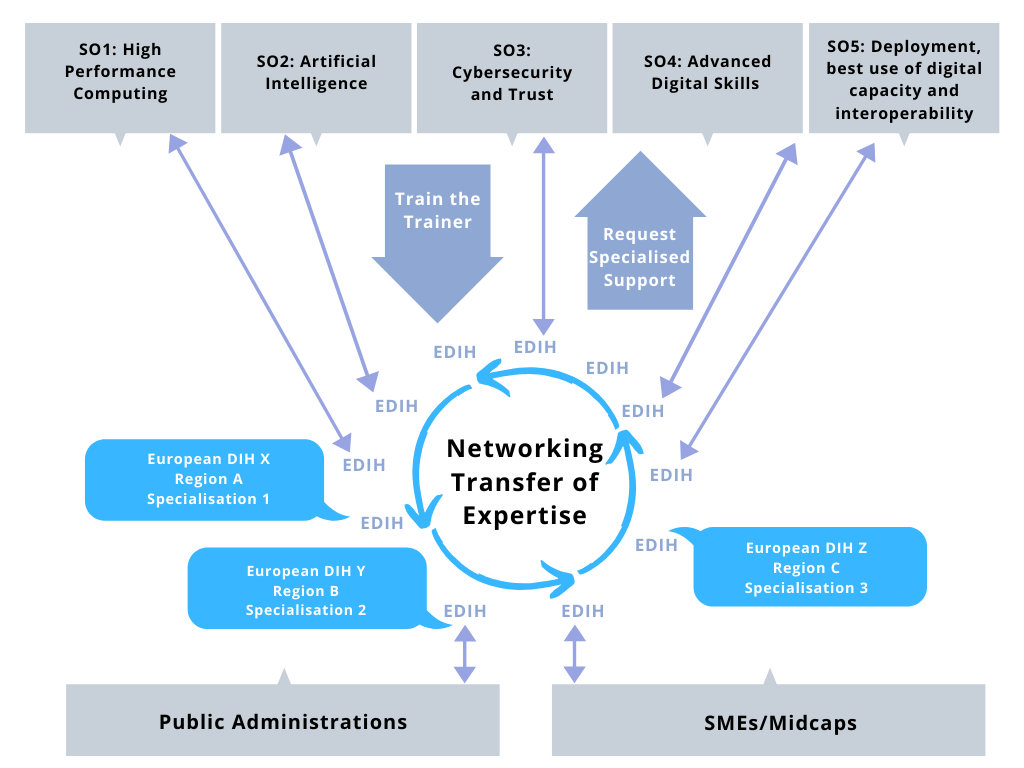 SO1: High
Performance
Computing
SO2: Artificial
Intelligence
SO3:
Cybersecurity
and Trust
SO4: Advanced
Digital Skills
SO5: Deployment,
best use of digital
capacity and
interoperability
Train the
Trainer
Request
Specialised
Support
EDIH
EDIH
EDIH
EDIH
EDIH
EDIH
EDIH
EDIH
EDIH
EDIH
EDIH
Networking
Transfer of
Expertise
European DIH X
Region A
Specialisation 1
European DIH Y
Region B
Specialisation 2
European DIH Z
Region C
Specialisation 3
Public Administrations
SMEs/Midcaps